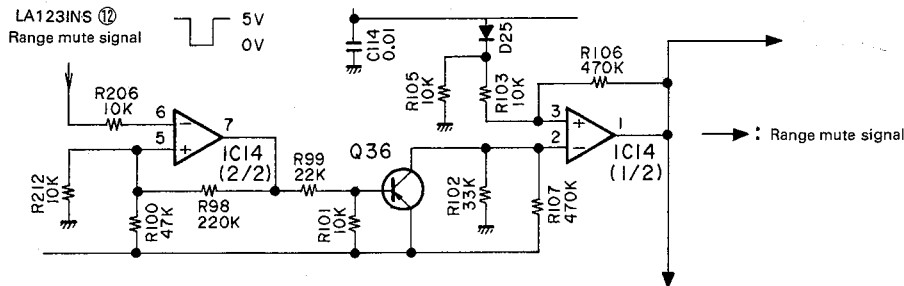 LA123INS ⑫
Range mute signal
5V
0V
C114
0.01
D25
R105
10K
R103
10K
R106
470K
R206
10K
6
5
7
−
+
IC14
(2/2)
R212
10K
R100
47K
R98
220K
R99
22K
R101
10K
Q36
R102
33K
R107
470K
3
2
1
+
−
IC14
(1/2)
: Range mute signal